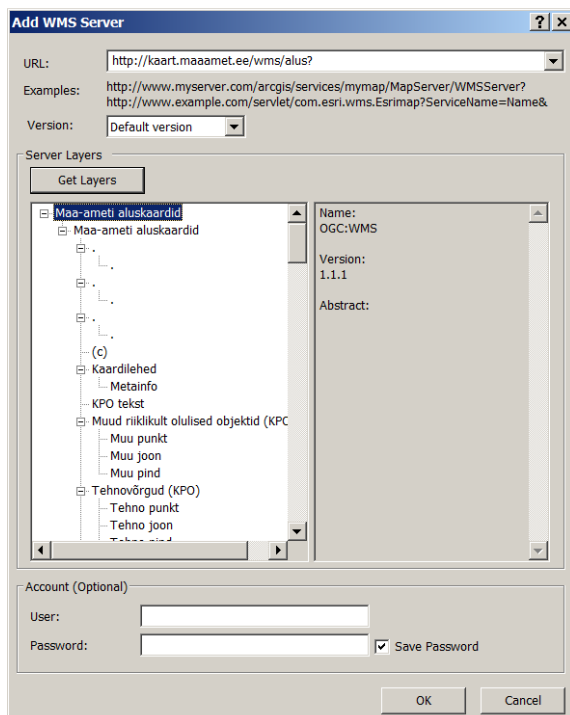 Add WMS Server
URL: http://kaart.maaamet.ee/wms/alus?
Examples: http://www.myserver.com/arcgis/services/mymap/MapServer/WMSServer?
http://www.example.com/servlet/com.esri.wms.Esrimap?ServiceName=Name&
Version: Default version
Server Layers
Get Layers
Maa-ameti aluskaardid
Maa-ameti aluskaardid
.
.
.
.
.
.
(c)
Kaardilehed
Metainfo
KPO tekst
Muud riiklikult olulised objektid (KPO
Muu punkt
Muu joon
Muu pind
Tehnovõrgud (KPO)
Tehno punkt
Tehno joon
Tehno pind
Name:
OGC:WMS
Version:
1.1.1
Abstract:
Account (Optional)
User:
Password:
Save Password
OK
Cancel